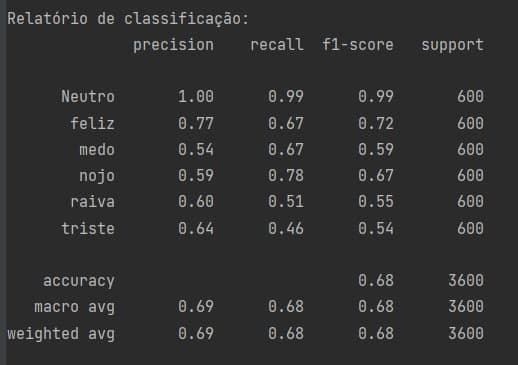 Relatório de classificação:
precision recall f1-score support
Neutro 1.00 0.99 0.99 600
feliz 0.77 0.67 0.72 600
medo 0.54 0.67 0.59 600
nojo 0.59 0.78 0.67 600
raiva 0.60 0.51 0.55 600
triste 0.64 0.46 0.54 600
accuracy 0.68 3600
macro avg 0.69 0.68 0.68 3600
weighted avg 0.69 0.68 0.68 3600